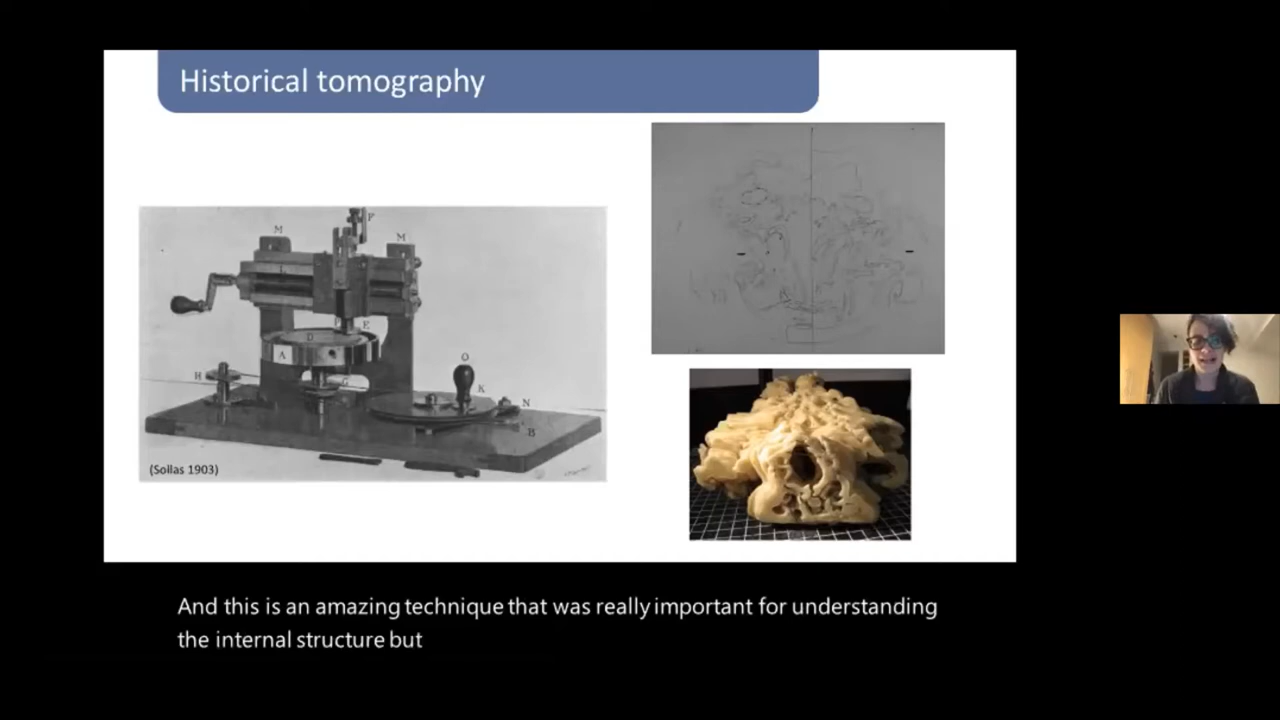 Historical tomography
P
M
M
E
D
A
H
G
O
K
N
B
(Sollas 1903)
And this is an amazing technique that was really important for understanding
the internal structure but